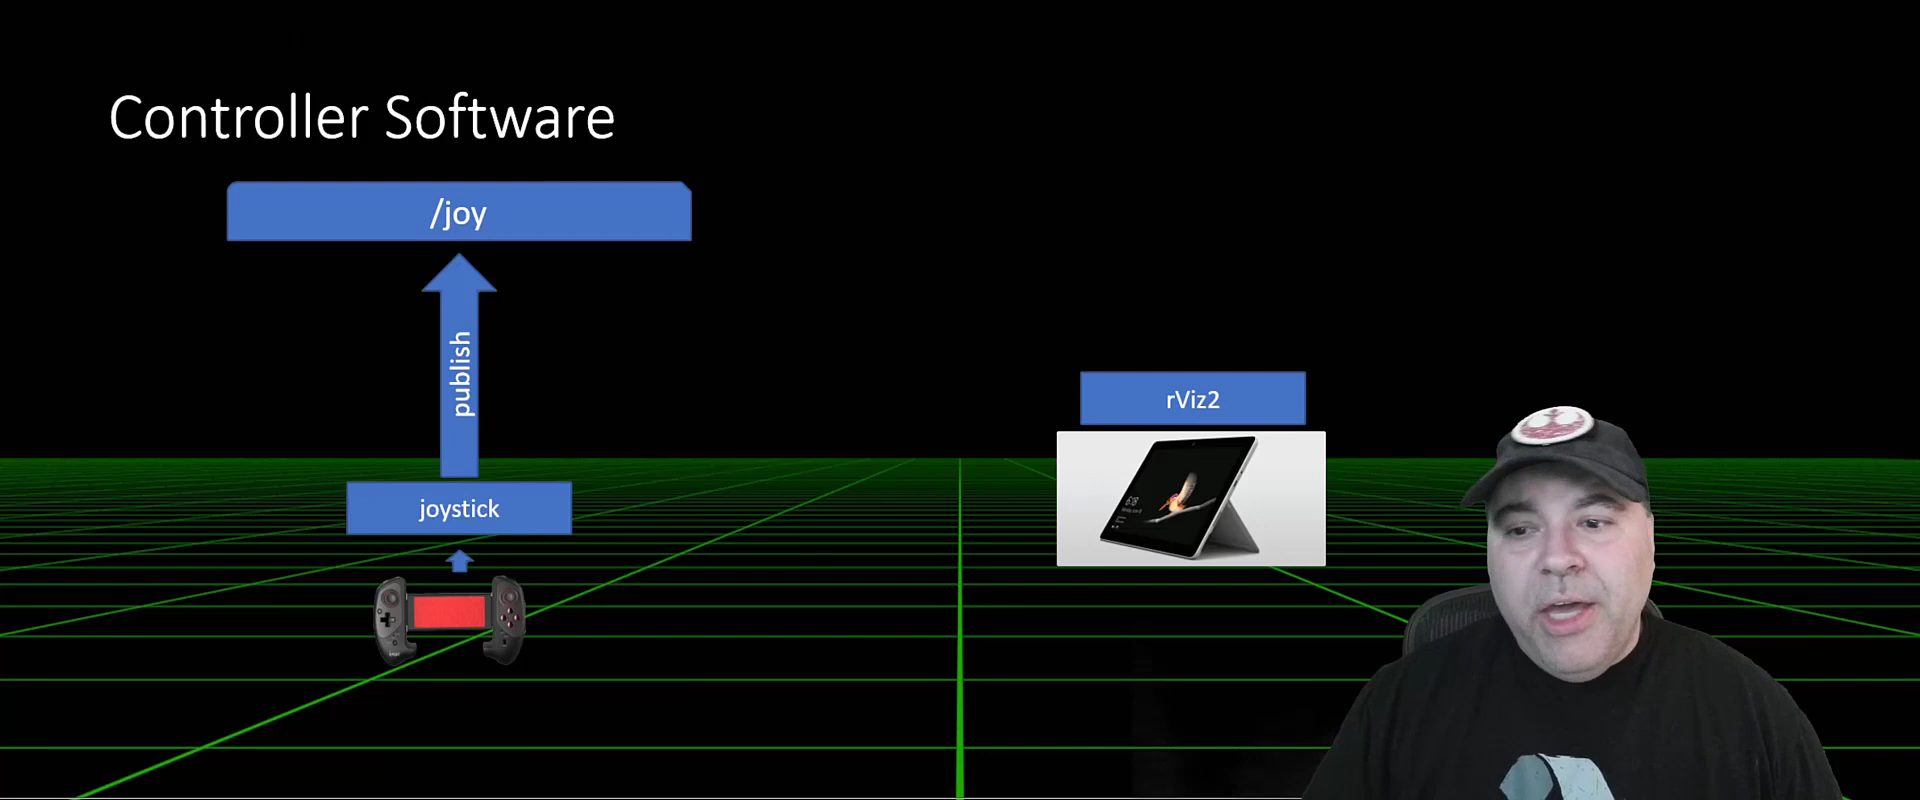 Controller Software
/joy
publish
joystick
rViz2